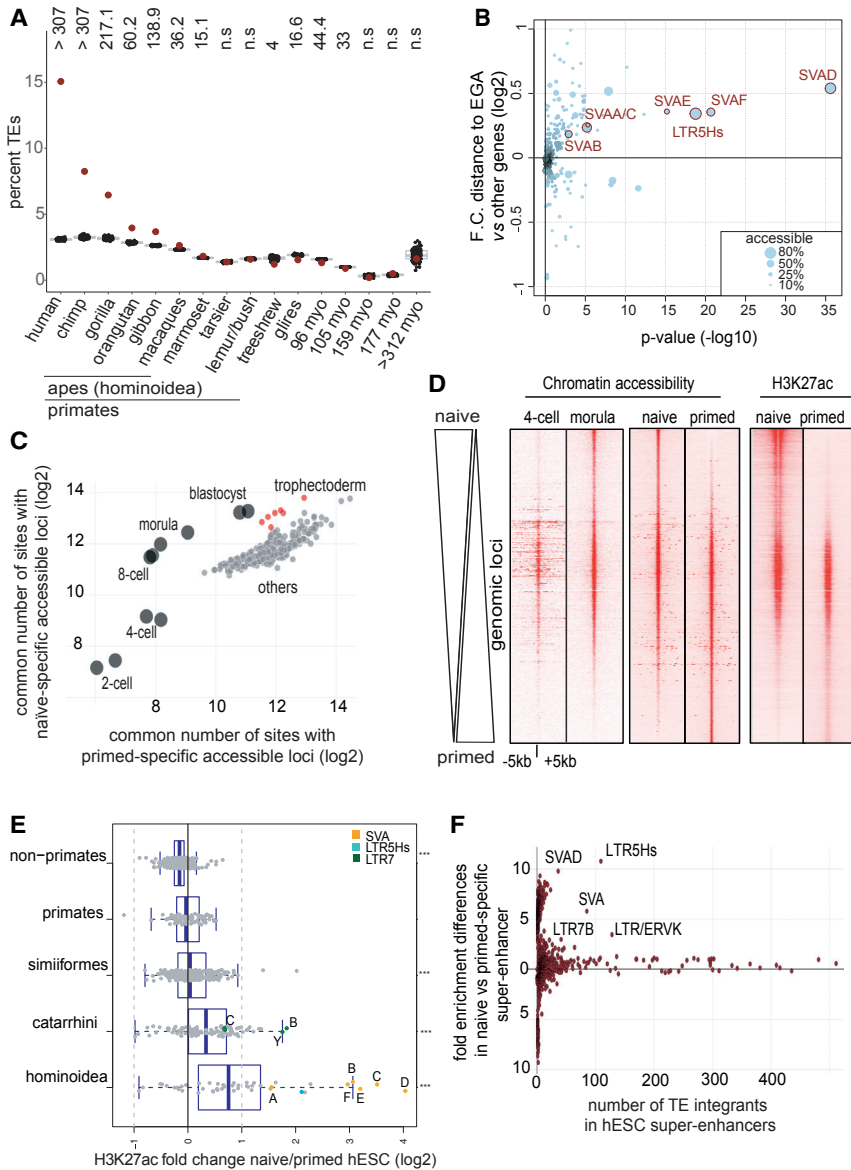 A
> 307
> 307
217.1
60.2
138.9
36.2
15.1
n.s
n.s
4
16.6
44.4
33
n.s
n.s
n.s
percent TEs
15
10
5
0
human
chimp
gorilla
orangutan
gibbon
macaques
marmoset
tarsier
lemur/bush
treeshrew
glires
96 myo
105 myo
159 myo
177 myo
>312 myo
apes (hominoidea)
primates
B
F.C. distance to EGA
vs other genes (log2)
1
0.5
0
-0.5
-1
SVAD
SVAE
SVAF
SVAA/C
LTR5Hs
SVAB
accessible
80%
50%
25%
10%
0 5 10 15 20 25 30 35
p-value (-log10)
C
common number of sites with
naïve-specific accessible loci (log2)
14
12
10
8
trophectoderm
blastocyst
morula
8-cell
others
4-cell
2-cell
8 10 12 14
common number of sites with
primed-specific accessible loci (log2)
D
Chromatin accessibility
H3K27ac
naive
4-cell morula naive primed naive primed
genomic loci
primed
-5kb +5kb
E
SVA
LTR5Hs
LTR7
non-primates
***
primates
simiiformes
***
catarrhini
C
B
Y
***
hominoidea
A
B
F
E
C
D
***
-1 0 1 2 3 4
H3K27ac fold change naive/primed hESC (log2)
F
fold enrichment differences
in naive vs primed-specific
super-enhancer
10
5
0
5
10
SVAD
LTR5Hs
SVA
LTR7B
LTR/ERVK
0 100 200 300 400
number of TE integrants
in hESC super-enhancers